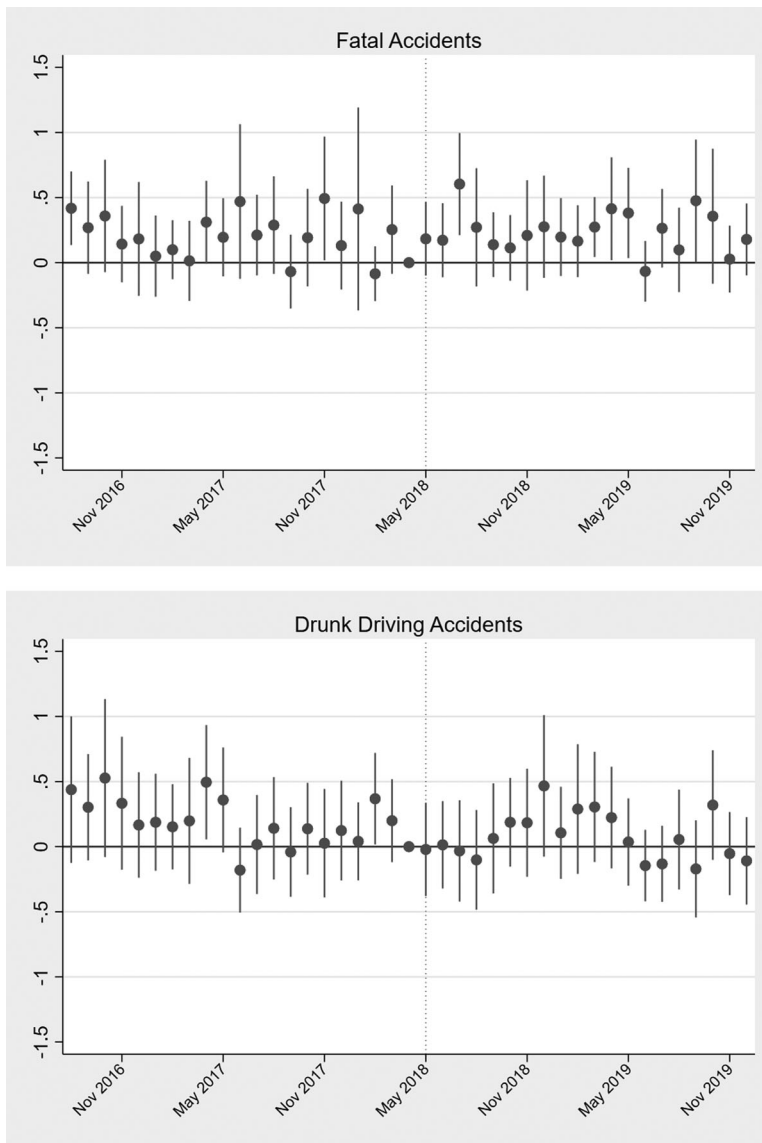 Fatal Accidents
1.5
1
.5
0
-.5
-1
-1.5
Nov 2016
May 2017
Nov 2017
May 2018
Nov 2018
May 2019
Nov 2019
Drunk Driving Accidents
1.5
1
.5
0
-.5
-1
-1.5
Nov 2016
May 2017
Nov 2017
May 2018
Nov 2018
May 2019
Nov 2019